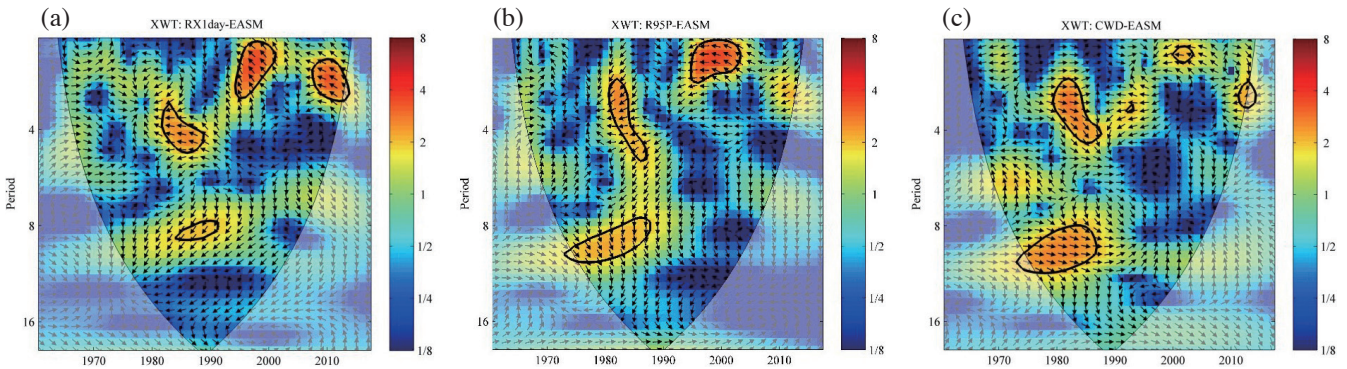 (a)
XWT: RX1day-EASM
Period
4
8
16
1970 1980 1990 2000 2010
8
4
2
1
1/2
1/4
1/8
(b)
XWT: R95P-EASM
Period
4
8
16
1970 1980 1990 2000 2010
8
4
2
1
1/2
1/4
1/8
(c)
XWT: CWD-EASM
Period
4
8
16
1970 1980 1990 2000 2010
8
4
2
1
1/2
1/4
1/8